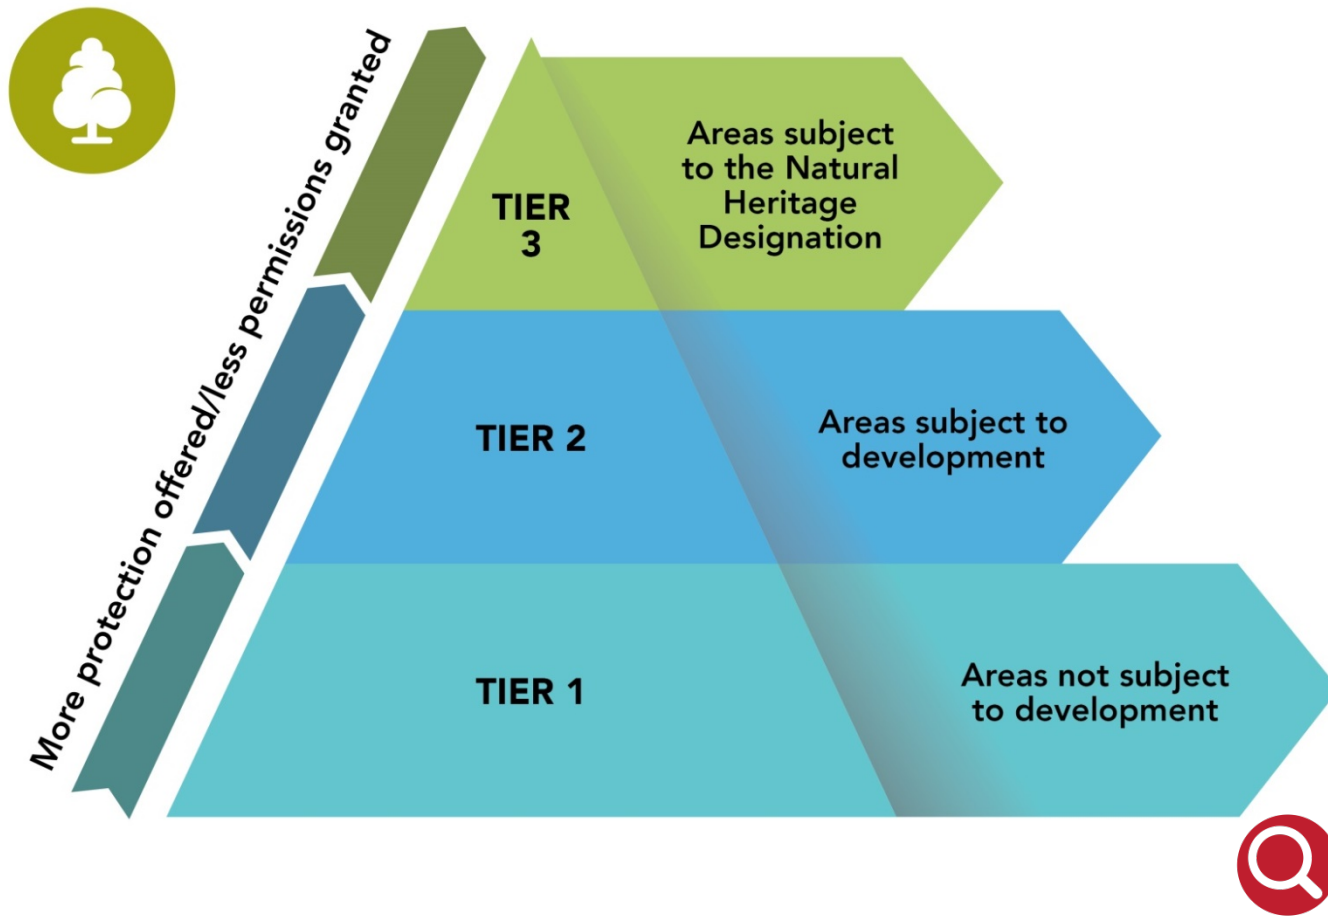 More protection offered/less permissions granted
TIER
3
Areas subject
to the Natural
Heritage
Designation
TIER 2
Areas subject to
development
TIER 1
Areas not subject
to development